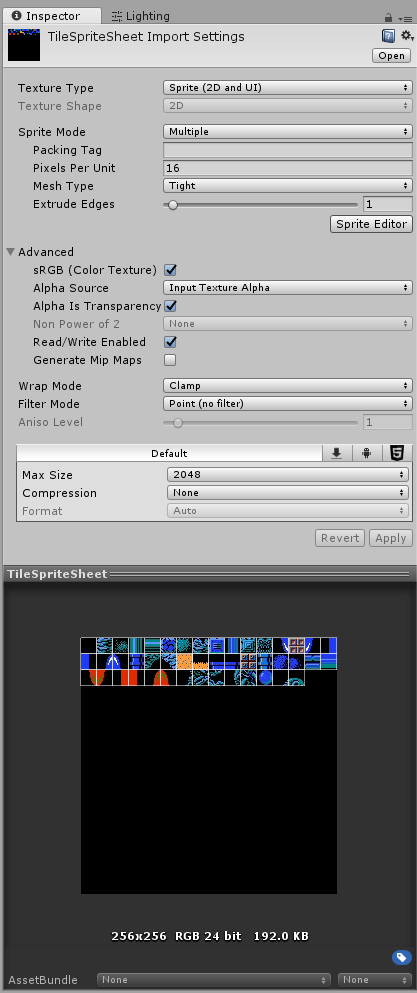 Inspector
Lighting
TileSpriteSheet Import Settings
Open
Texture Type Sprite (2D and UI)
Texture Shape 2D
Sprite Mode Multiple
Packing Tag
Pixels Per Unit 16
Mesh Type Tight
Extrude Edges 1
Sprite Editor
Advanced
sRGB (Color Texture)
Alpha Source Input Texture Alpha
Alpha Is Transparency
Non Power of 2 None
Read/Write Enabled
Generate Mip Maps
Wrap Mode Clamp
Filter Mode Point (no filter)
Aniso Level 1
Default
Max Size 2048
Compression None
Format Auto
Revert Apply
TileSpriteSheet
256x256 RGB 24 bit 192.0 KB
AssetBundle None None